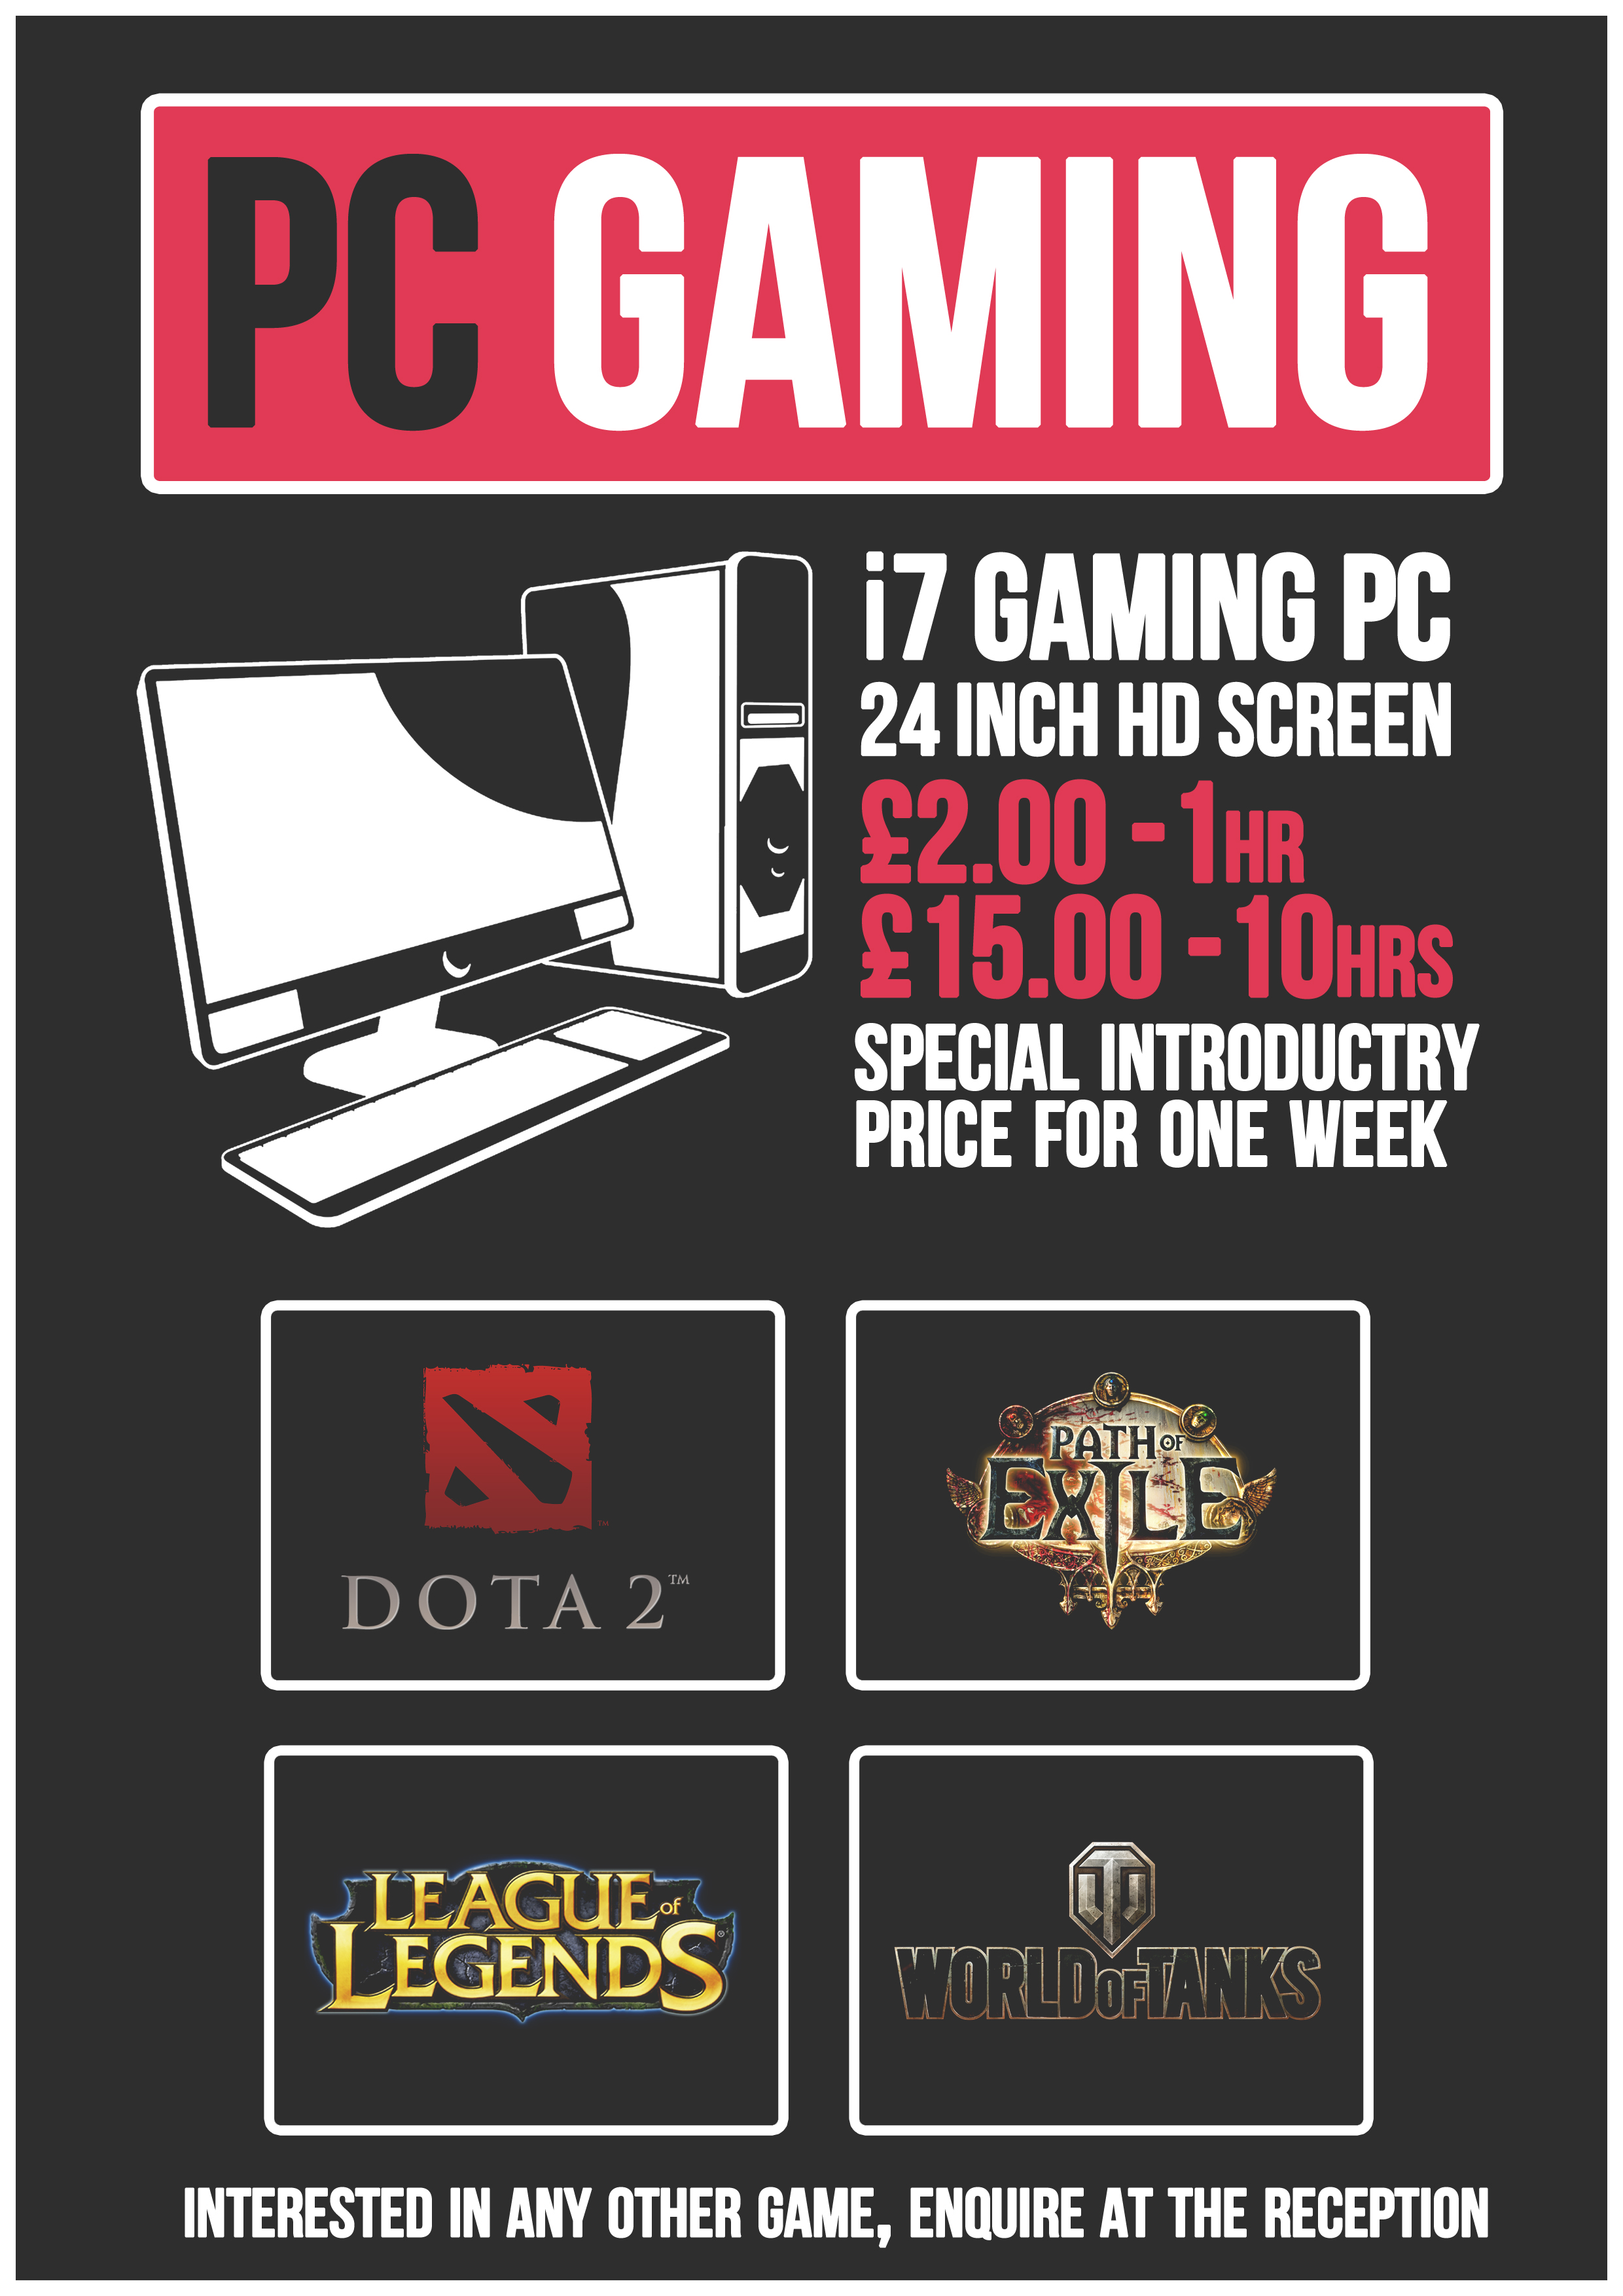 PC GAMING
i7 GAMING PC
24 INCH HD SCREEN
£2.00 - 1HR
£15.00 - 10HRS
SPECIAL INTRODUCTRY
PRICE FOR ONE WEEK
™
DOTA 2™
PATH OF
EXILE
LEAGUE of
LEGENDS®
WORLD OF TANKS
INTERESTED IN ANY OTHER GAME, ENQUIRE AT THE RECEPTION